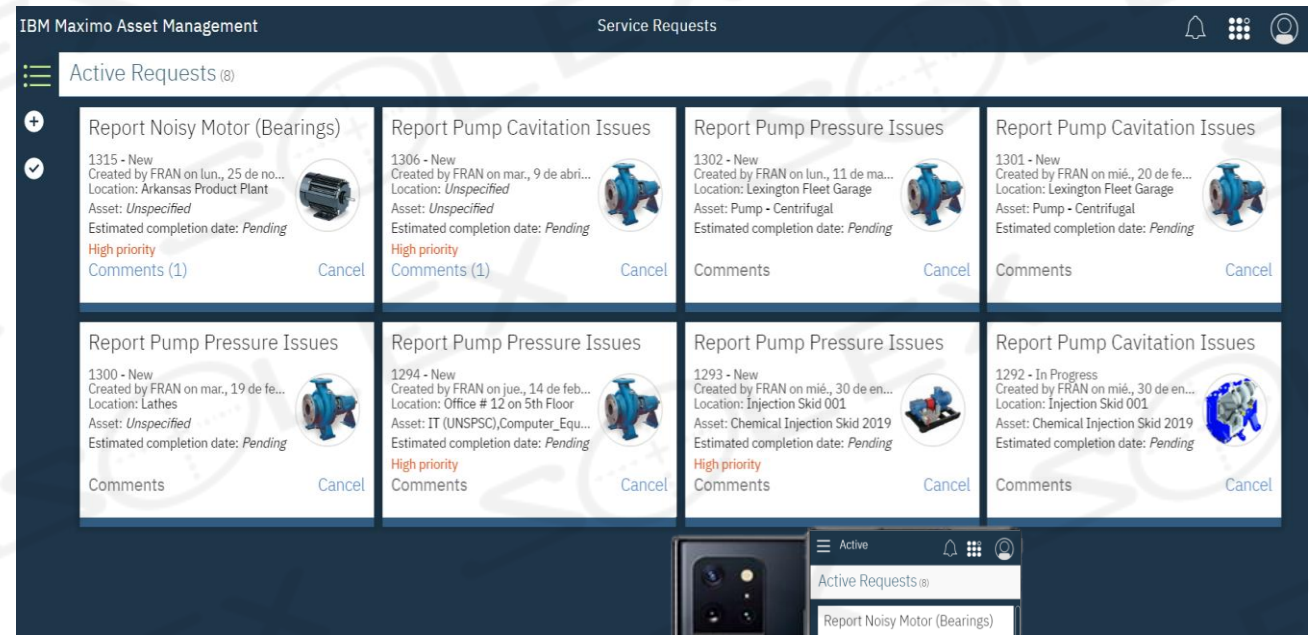 IBM Maximo Asset Management
Service Requests
Active Requests (8)
Report Noisy Motor (Bearings)
1315 - New
Created by FRAN on lun., 25 de no...
Location: Arkansas Product Plant
Asset: Unspecified
Estimated completion date: Pending
High priority
Comments (1)
Cancel
Report Pump Cavitation Issues
1306 - New
Created by FRAN on mar., 9 de abri...
Location: Unspecified
Asset: Unspecified
Estimated completion date: Pending
High priority
Comments (1)
Cancel
Report Pump Pressure Issues
1302 - New
Created by FRAN on lun., 11 de ma...
Location: Lexington Fleet Garage
Asset: Pump - Centrifugal
Estimated completion date: Pending
Comments
Cancel
Report Pump Cavitation Issues
1301 - New
Created by FRAN on mié., 20 de fe...
Location: Lexington Fleet Garage
Asset: Pump - Centrifugal
Estimated completion date: Pending
Comments
Cancel
Report Pump Pressure Issues
1300 - New
Created by FRAN on mar., 19 de fe...
Location: Lathes
Asset: Unspecified
Estimated completion date: Pending
Comments
Cancel
Report Pump Pressure Issues
1294 - New
Created by FRAN on jue., 14 de feb...
Location: Office # 12 on 5th Floor
Asset: IT (UNSPSC),Computer_Equ...
Estimated completion date: Pending
High priority
Comments
Cancel
Report Pump Pressure Issues
1293 - New
Created by FRAN on mié., 30 de en...
Location: Injection Skid 001
Asset: Chemical Injection Skid 2019
Estimated completion date: Pending
High priority
Comments
Cancel
Report Pump Cavitation Issues
1292 - In Progress
Created by FRAN on mié., 30 de en...
Location: Injection Skid 001
Asset: Chemical Injection Skid 2019
Estimated completion date: Pending
Comments
Cancel
Active
Active Requests (8)
Report Noisy Motor (Bearings)
SOLEX